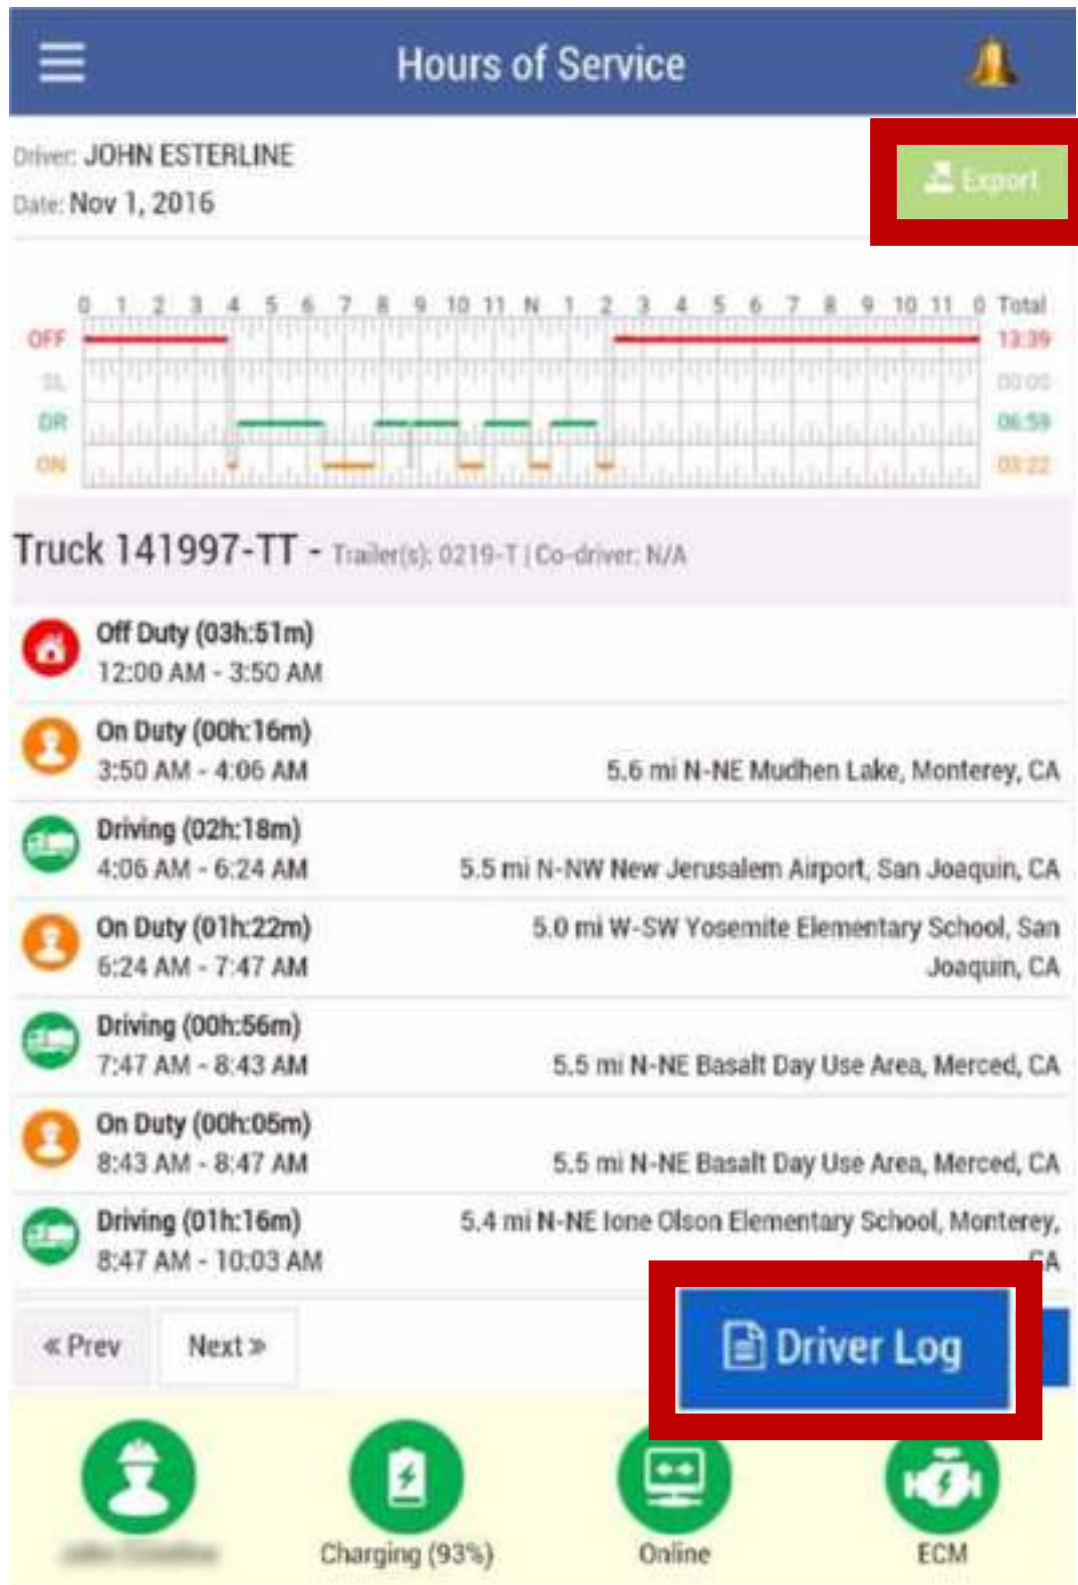 Hours of Service
Driver: JOHN ESTERLINE
Date: Nov 1, 2016
Export
0 1 2 3 4 5 6 7 8 9 10 11 N 1 2 3 4 5 6 7 8 9 10 11 0 Total
OFF 13:39
SL 00:00
DR 06:59
ON 03:22
Truck 141997-TT - Trailer(s): 0219-T | Co-driver: N/A
Off Duty (03h:51m)
12:00 AM - 3:50 AM
On Duty (00h:16m)
3:50 AM - 4:06 AM 5.6 mi N-NE Mudhen Lake, Monterey, CA
Driving (02h:18m)
4:06 AM - 6:24 AM 5.5 mi N-NW New Jerusalem Airport, San Joaquin, CA
On Duty (01h:22m) 5.0 mi W-SW Yosemite Elementary School, San
6:24 AM - 7:47 AM Joaquin, CA
Driving (00h:56m)
7:47 AM - 8:43 AM 5.5 mi N-NE Basalt Day Use Area, Merced, CA
On Duty (00h:05m)
8:43 AM - 8:47 AM 5.5 mi N-NE Basalt Day Use Area, Merced, CA
Driving (01h:16m) 5.4 mi N-NE Ione Olson Elementary School, Monterey,
8:47 AM - 10:03 AM CA
« Prev Next » Driver Log
Charging (93%) Online ECM